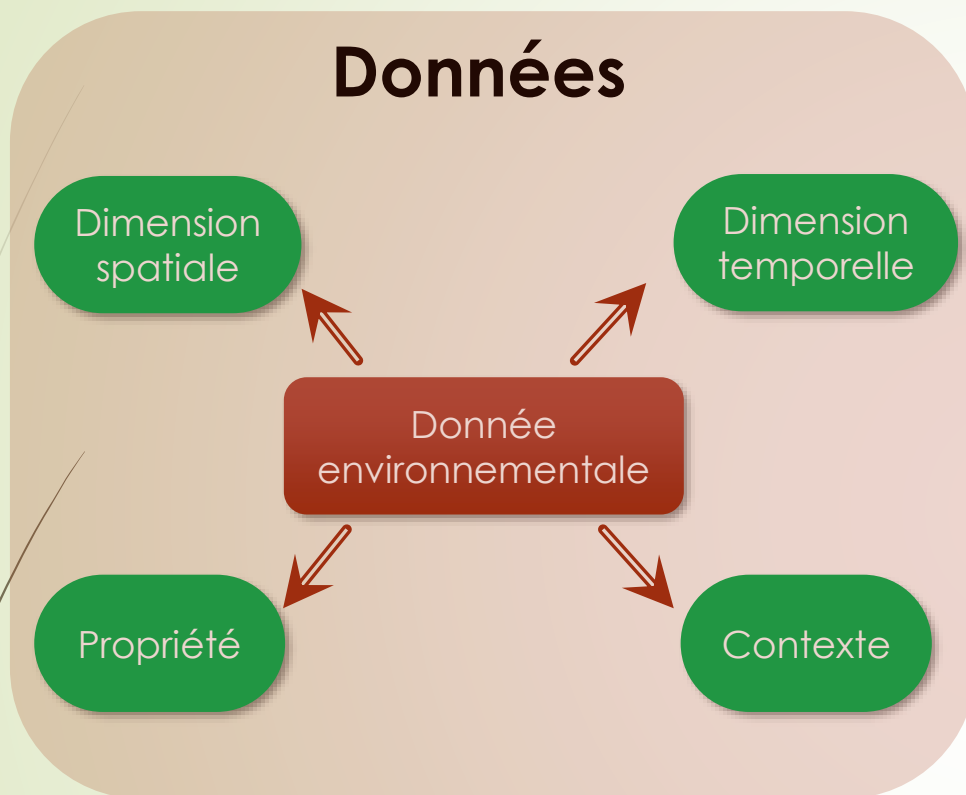 Données
Dimension
spatiale
Dimension
temporelle
Donnée
environnementale
Propriété
Contexte